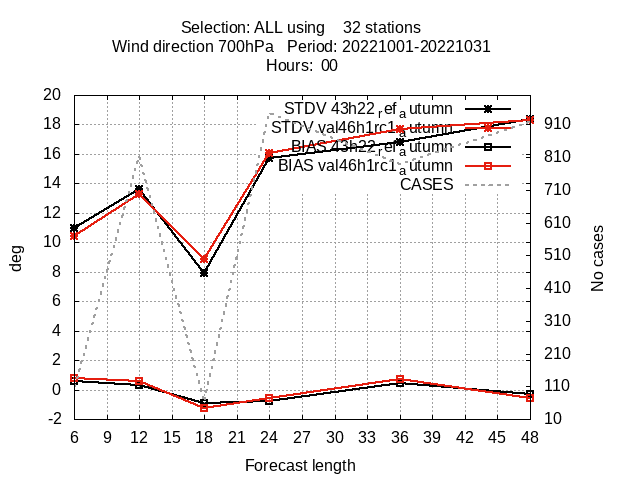 Selection: ALL using    32 stations
Wind direction 700hPa   Period: 20221001-20221031
Hours:  00
STDV 43h22_ref_autumn
STDV val46h1rc1_autumn
BIAS 43h22_ref_autumn
BIAS val46h1rc1_autumn
CASES
20
18
16
14
12
10
8
6
4
2
0
-2
deg
910
810
710
610
510
410
310
210
110
10
No cases
6 9 12 15 18 21 24 27 30 33 36 39 42 45 48
Forecast length